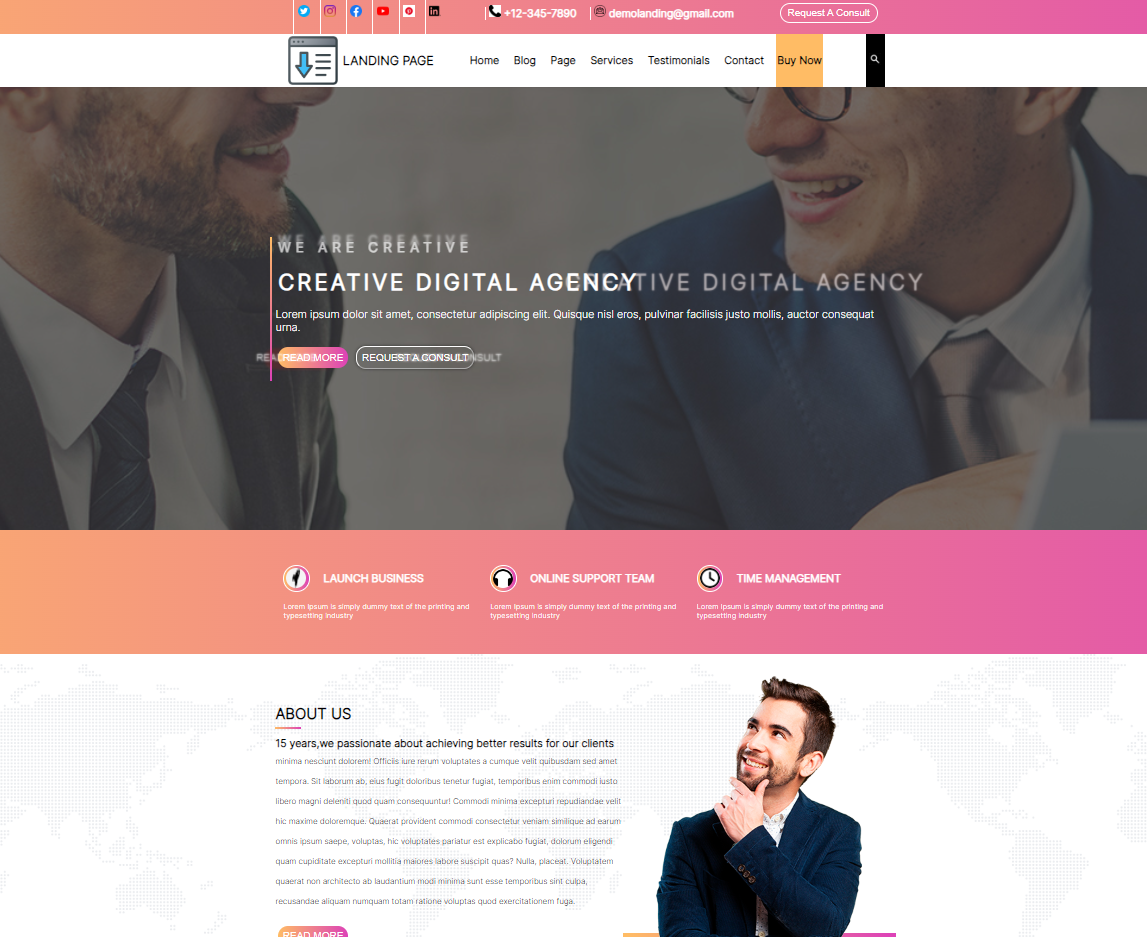 +12-345-7890
demolanding@gmail.com
Request A Consult
LANDING PAGE
Home
Blog
Page
Services
Testimonials
Contact
Buy Now
WE ARE CREATIVE
CREATIVE DIGITAL AGENCY
CREATIVE DIGITAL AGENCY
Lorem ipsum dolor sit amet, consectetur adipiscing elit. Quisque nisl eros, pulvinar facilisis justo mollis, auctor consequat
urna.
READ MORE
REQUEST A CONSULT
LAUNCH BUSINESS
Lorem Ipsum is simply dummy text of the printing and
typesetting industry
ONLINE SUPPORT TEAM
Lorem Ipsum is simply dummy text of the printing and
typesetting industry
TIME MANAGEMENT
Lorem Ipsum is simply dummy text of the printing and
typesetting industry
ABOUT US
15 years,we passionate about achieving better results for our clients
minima nesciunt dolorem! Officiis iure rerum voluptates a cumque velit quibusdam sed amet
tempora. Sit laborum ab, eius fugit doloribus tenetur fugiat, temporibus enim commodi iusto
libero magni deleniti quod quam consequuntur! Commodi minima excepturi repudiandae velit
hic maxime doloremque. Quaerat provident commodi consectetur veniam similique ad earum
omnis ipsum saepe, voluptas, hic voluptates pariatur est explicabo fugiat, dolorum eligendi
quam cupiditate excepturi mollitia maiores labore suscipit quas? Nulla, placeat. Voluptatem
quaerat non architecto ab laudantium modi minima sunt esse temporibus sint culpa,
recusandae aliquam numquam totam ratione voluptas quod exercitationem fuga.
READ MORE